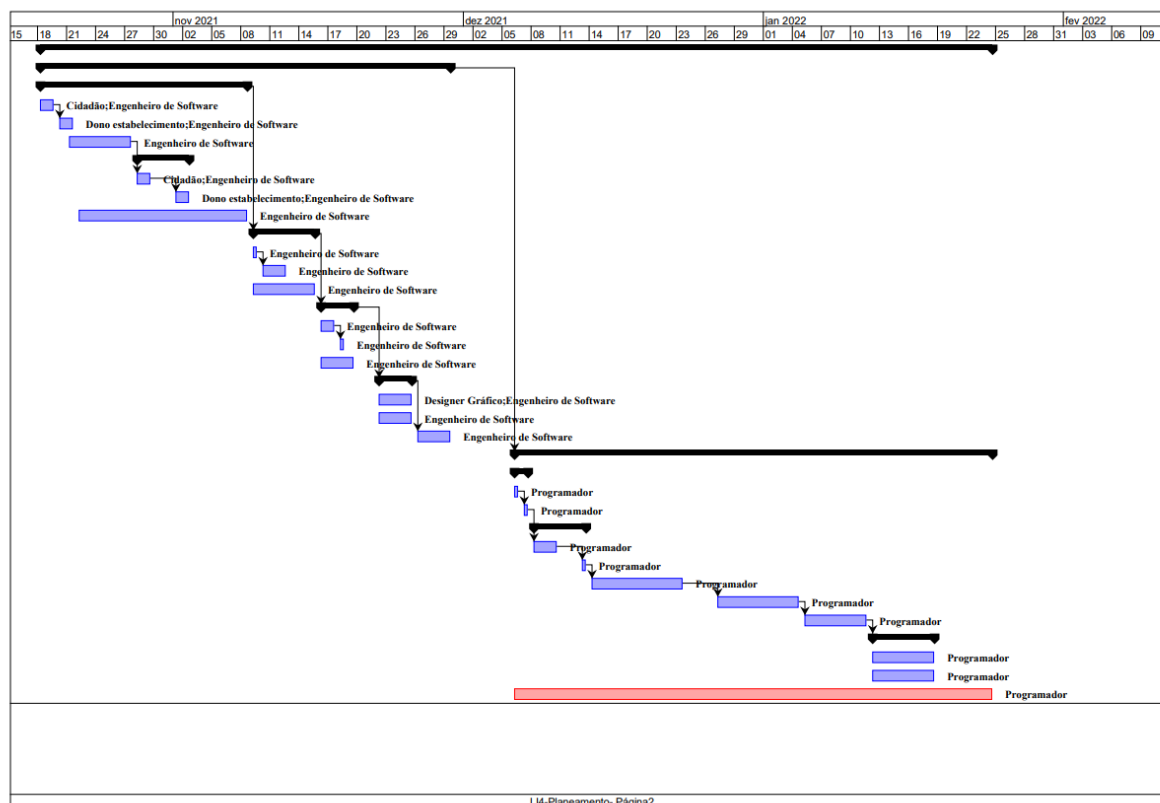 nov 2021 dez 2021 jan 2022 fev 2022
15 18 21 24 27 30 02 05 08 11 14 17 20 23 26 29 02 05 08 11 14 17 20 23 26 29 01 04 07 10 13 16 19 22 25 28 31 03 06 09
Cidadão;Engenheiro de Software
Dono estabelecimento;Engenheiro de Software
Engenheiro de Software
Cidadão;Engenheiro de Software
Dono estabelecimento;Engenheiro de Software
Engenheiro de Software
Engenheiro de Software
Engenheiro de Software
Engenheiro de Software
Engenheiro de Software
Engenheiro de Software
Engenheiro de Software
Designer Gráfico;Engenheiro de Software
Engenheiro de Software
Engenheiro de Software
Programador
Programador
Programador
Programador
Programador
Programador
Programador
Programador
Programador
Programador
LI4-Planeamento- Página2